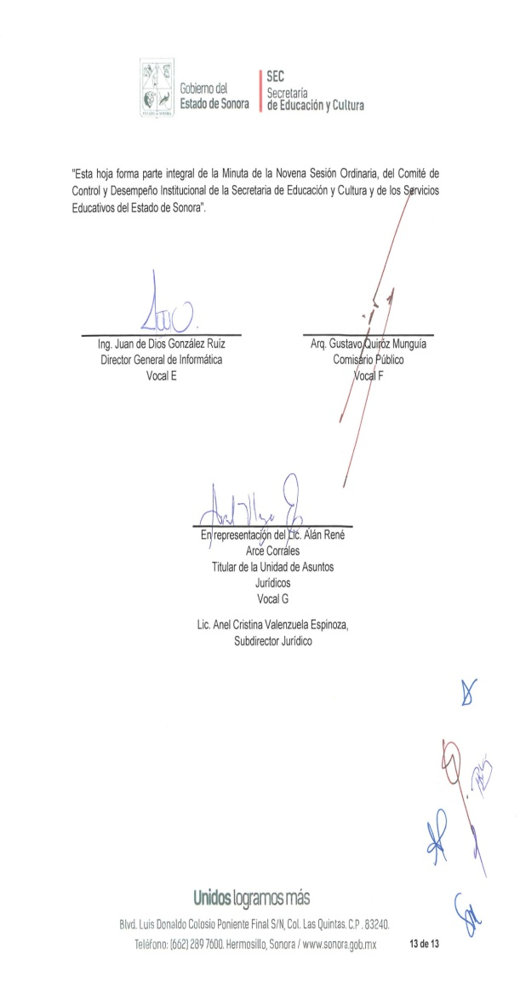 Gobierno del
Estado de Sonora
SEC
Secretaría
de Educación y Cultura
"Esta hoja forma parte integral de la Minuta de la Novena Sesión Ordinaria, del Comité de
Control y Desempeño Institucional de la Secretaria de Educación y Cultura y de los Servicios
Educativos del Estado de Sonora".
Ing. Juan de Dios González Ruíz
Director General de Informática
Vocal E
Arq. Gustavo Quiróz Munguía
Comisario Público
Vocal F
En representación del Lic. Alán René
Arce Corrales
Titular de la Unidad de Asuntos
Jurídicos
Vocal G
Lic. Anel Cristina Valenzuela Espinoza,
Subdirector Jurídico
Unidos logramos más
Blvd. Luis Donaldo Colosio Poniente Final S/N, Col. Las Quintas. C.P. 83240.
Teléfono: (662) 289 7600. Hermosillo, Sonora / www.sonora.gob.mx
13 de 13